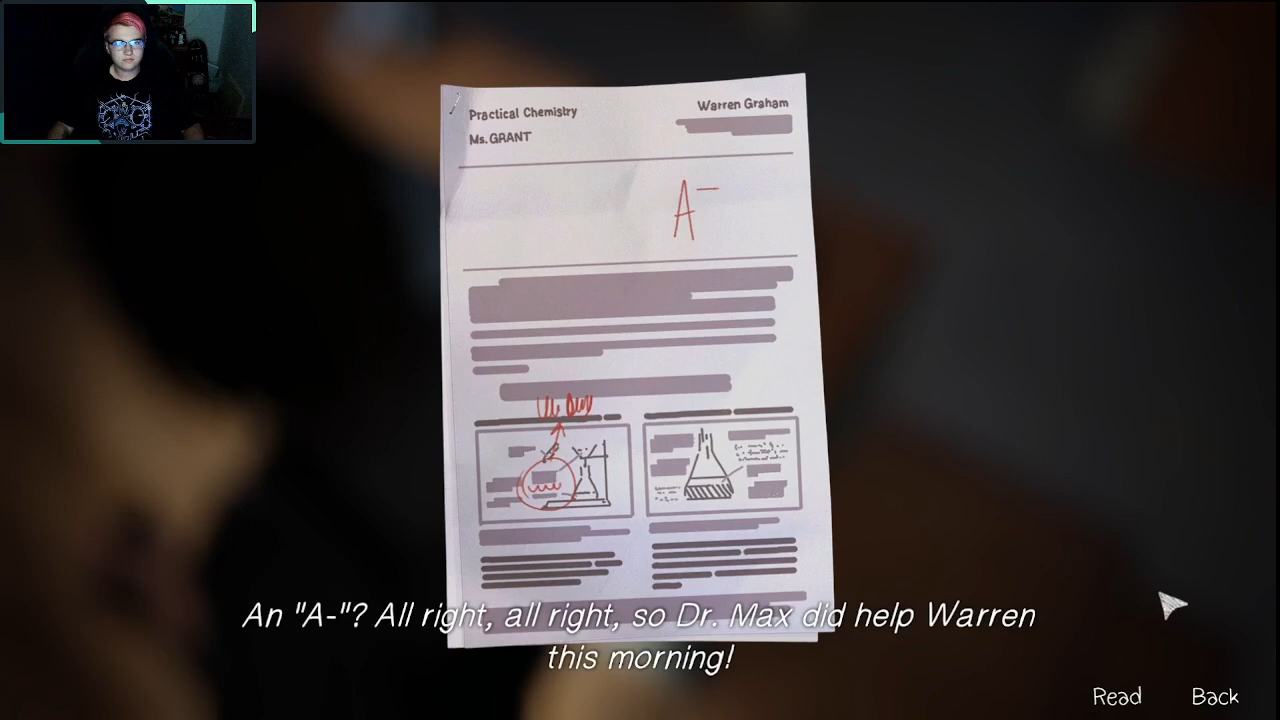 Practical Chemistry
Warren Graham
Ms. GRANT
A-
An "A-"? All right, all right, so Dr. Max did help Warren
this morning!
Read
Back